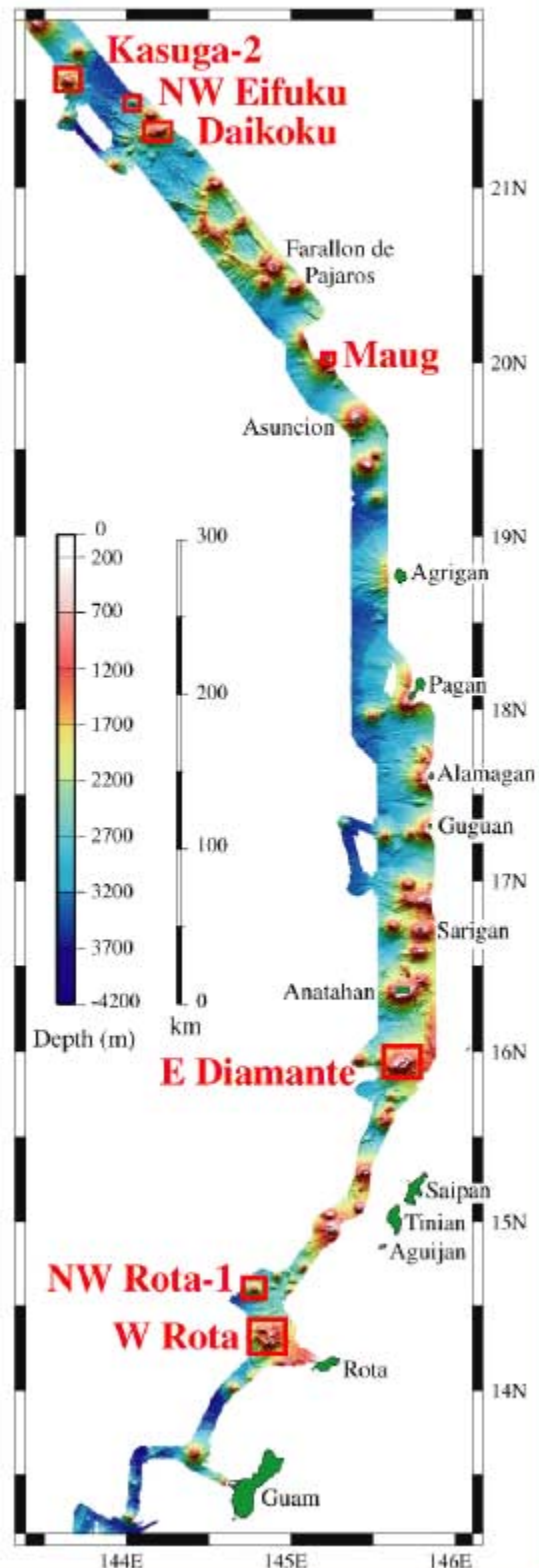 Kasuga-2
NW Eifuku
Daikoku
21N
Farallon de
Pajaros
Maug
20N
Asuncion
19N
Agrigan
Pagan
18N
Alamagan
Guguan
17N
Sarigan
Anatahan
16N
E Diamante
Saipan
Tinian
15N
Aguijan
NW Rota-1
W Rota
Rota
14N
Guam
144E
145E
146E
0
200
700
1200
1700
2200
2700
3200
3700
4200
Depth (m)
300
200
100
0
km